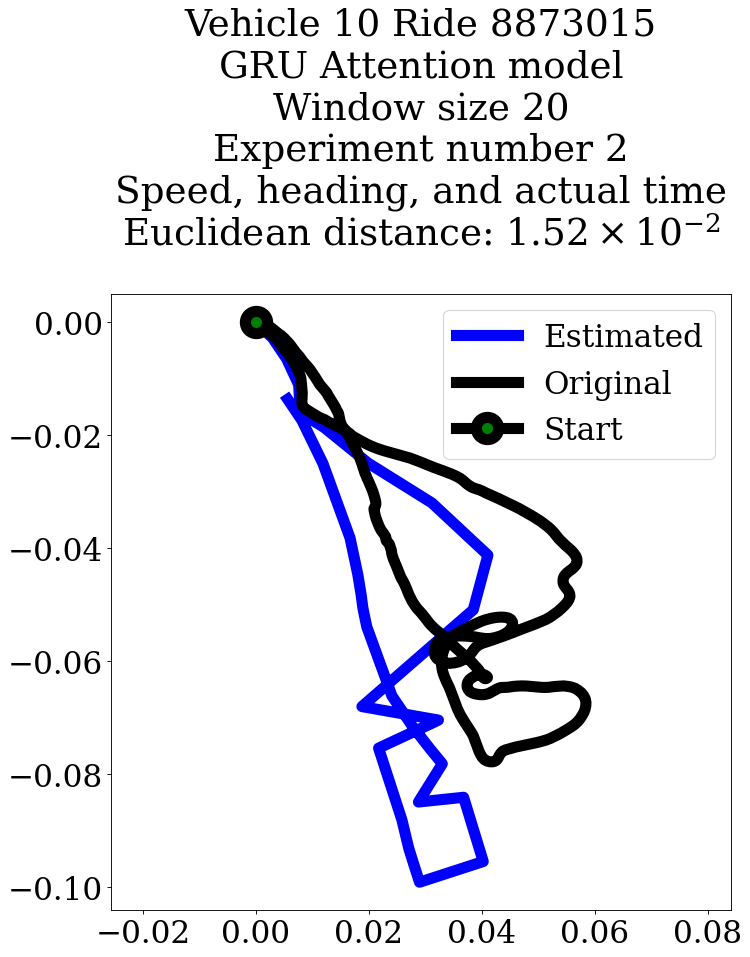 Vehicle 10 Ride 8873015
GRU Attention model
Window size 20
Experiment number 2
Speed, heading, and actual time
Euclidean distance: 1.52 × 10⁻²
Estimated
Original
Start
0.00
−0.02
−0.04
−0.06
−0.08
−0.10
−0.02 0.00 0.02 0.04 0.06 0.08